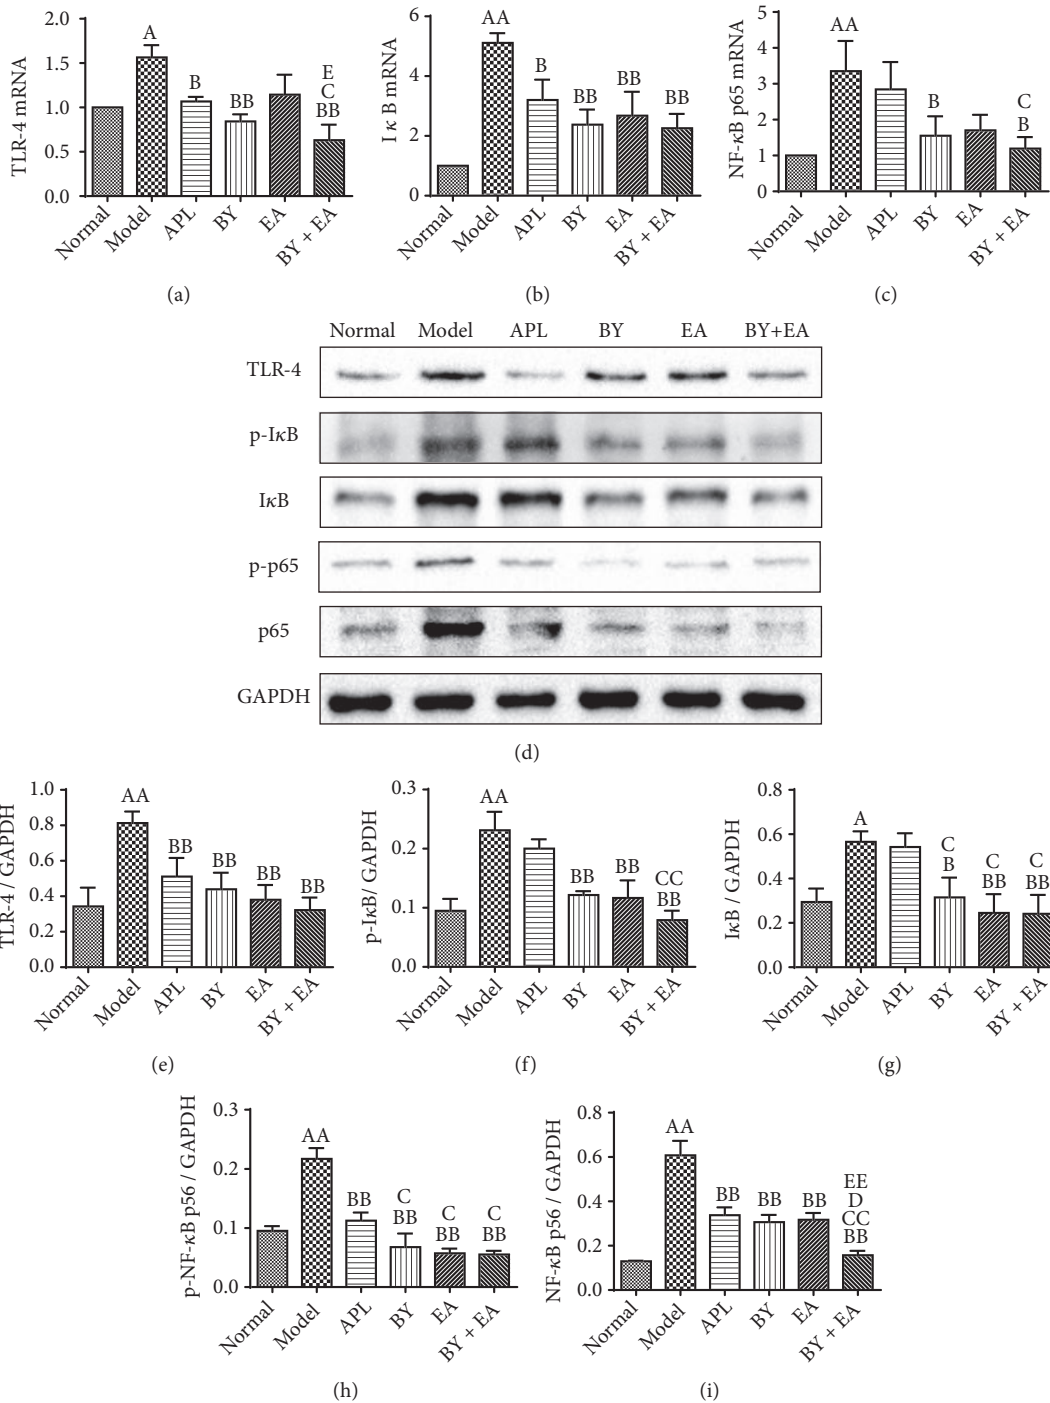 TLR-4 mRNA
2.0
1.5
1.0
0.5
0.0
A
B
BB
E
C
BB
Normal
Model
APL
BY
EA
BY + EA
(a)
I κ B mRNA
6
4
2
0
AA
B
BB
BB
BB
Normal
Model
APL
BY
EA
BY + EA
(b)
NF-κB p65 mRNA
5
4
3
2
1
0
AA
B
C
B
Normal
Model
APL
BY
EA
BY + EA
(c)
Normal Model APL BY EA BY+EA
TLR-4
p-IκB
IκB
p-p65
p65
GAPDH
(d)
TLR-4 / GAPDH
1.0
0.8
0.6
0.4
0.2
0.0
AA
BB
BB
BB
BB
Normal
Model
APL
BY
EA
BY + EA
(e)
p-IκB/ GAPDH
0.3
0.2
0.1
0.0
AA
BB
BB
CC
BB
Normal
Model
APL
BY
EA
BY + EA
(f)
IκB / GAPDH
0.8
0.6
0.4
0.2
0.0
A
C
B
C
BB
C
BB
Normal
Model
APL
BY
EA
BY + EA
(g)
p-NF-κB p56 / GAPDH
0.3
0.2
0.1
0.0
AA
BB
C
BB
C
BB
C
BB
Normal
Model
APL
BY
EA
BY + EA
(h)
NF-κB p56 / GAPDH
0.8
0.6
0.4
0.2
0.0
AA
BB
BB
BB
EE
D
CC
BB
Normal
Model
APL
BY
EA
BY + EA
(i)